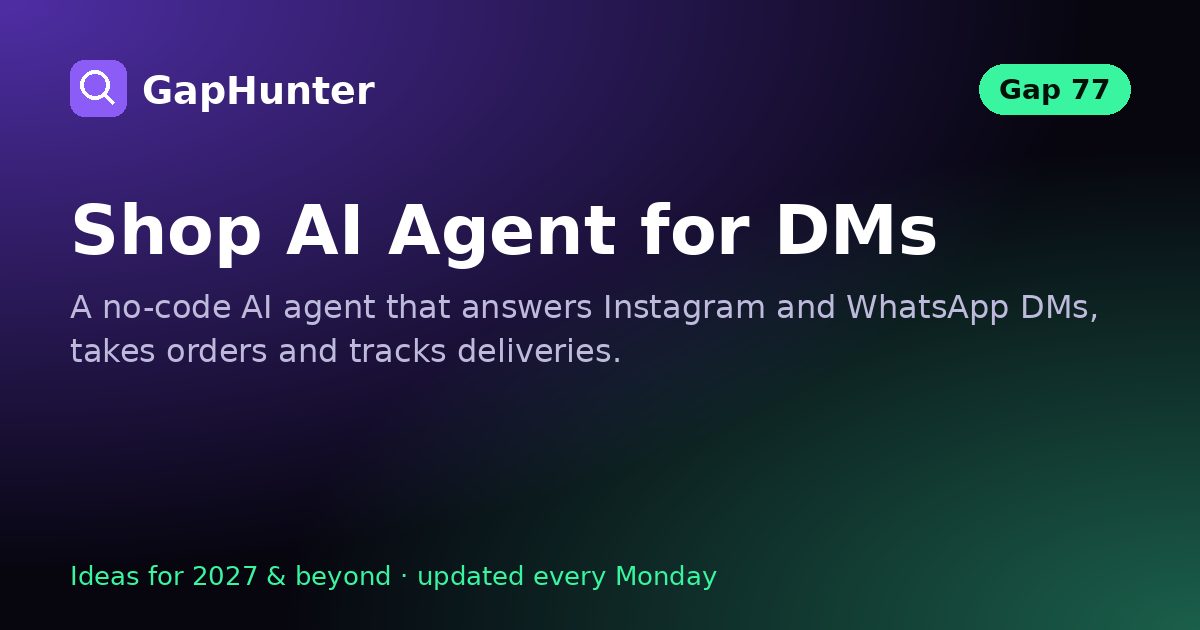 GapHunter
Gap 77
Shop AI Agent for DMs
A no-code AI agent that answers Instagram and WhatsApp DMs,
takes orders and tracks deliveries.
Ideas for 2027 & beyond · updated every Monday